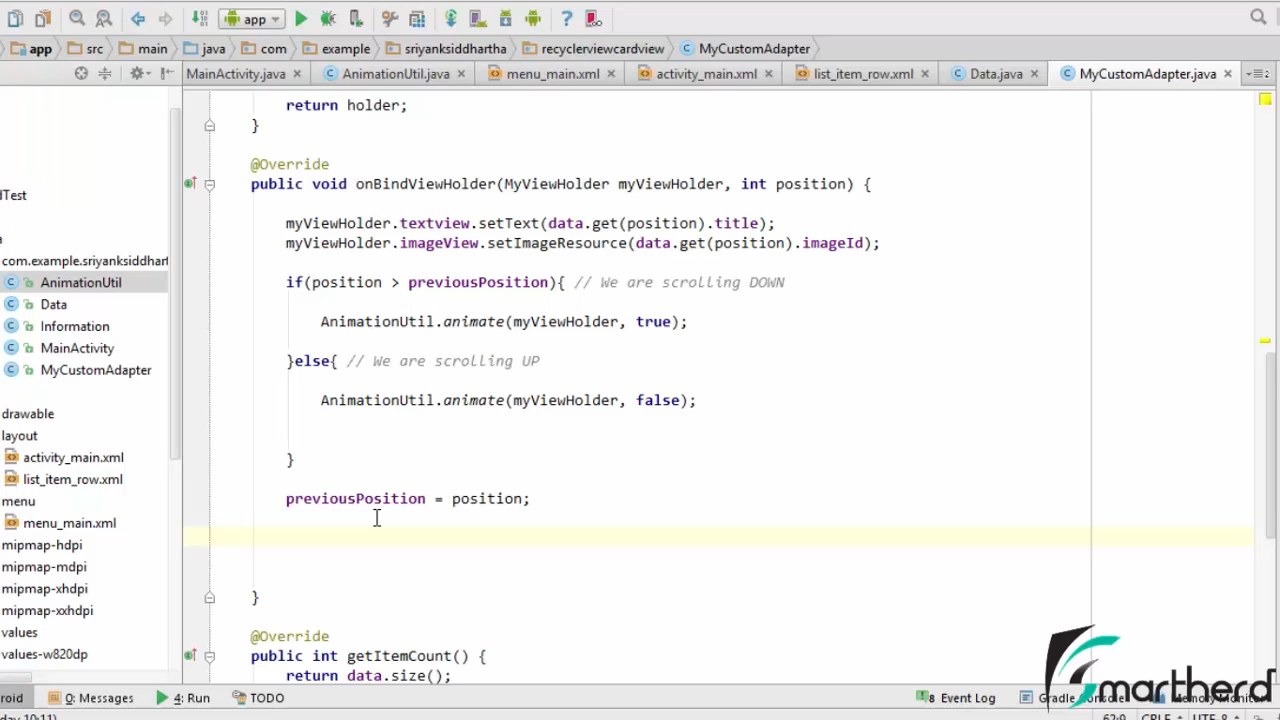 app
app src main java com example sriyanksiddhartha recyclerviewcardview MyCustomAdapter
MainActivity.java AnimationUtil.java menu_main.xml activity_main.xml list_item_row.xml Data.java MyCustomAdapter.java
dTest
com.example.sriyanksiddhart
AnimationUtil
Data
Information
MainActivity
MyCustomAdapter
drawable
layout
activity_main.xml
list_item_row.xml
menu
menu_main.xml
mipmap-hdpi
mipmap-mdpi
mipmap-xhdpi
mipmap-xxhdpi
values
values-w820dp
return holder;
}
@Override
public void onBindViewHolder(MyViewHolder myViewHolder, int position) {
myViewHolder.textview.setText(data.get(position).title);
myViewHolder.imageView.setImageResource(data.get(position).imageId);
if(position > previousPosition){ // We are scrolling DOWN
AnimationUtil.animate(myViewHolder, true);
}else{ // We are scrolling UP
AnimationUtil.animate(myViewHolder, false);
}
previousPosition = position;
}
@Override
public int getItemCount() {
return data.size();
roid 0: Messages 4: Run TODO 8 Event Log Gradle Console
martherd